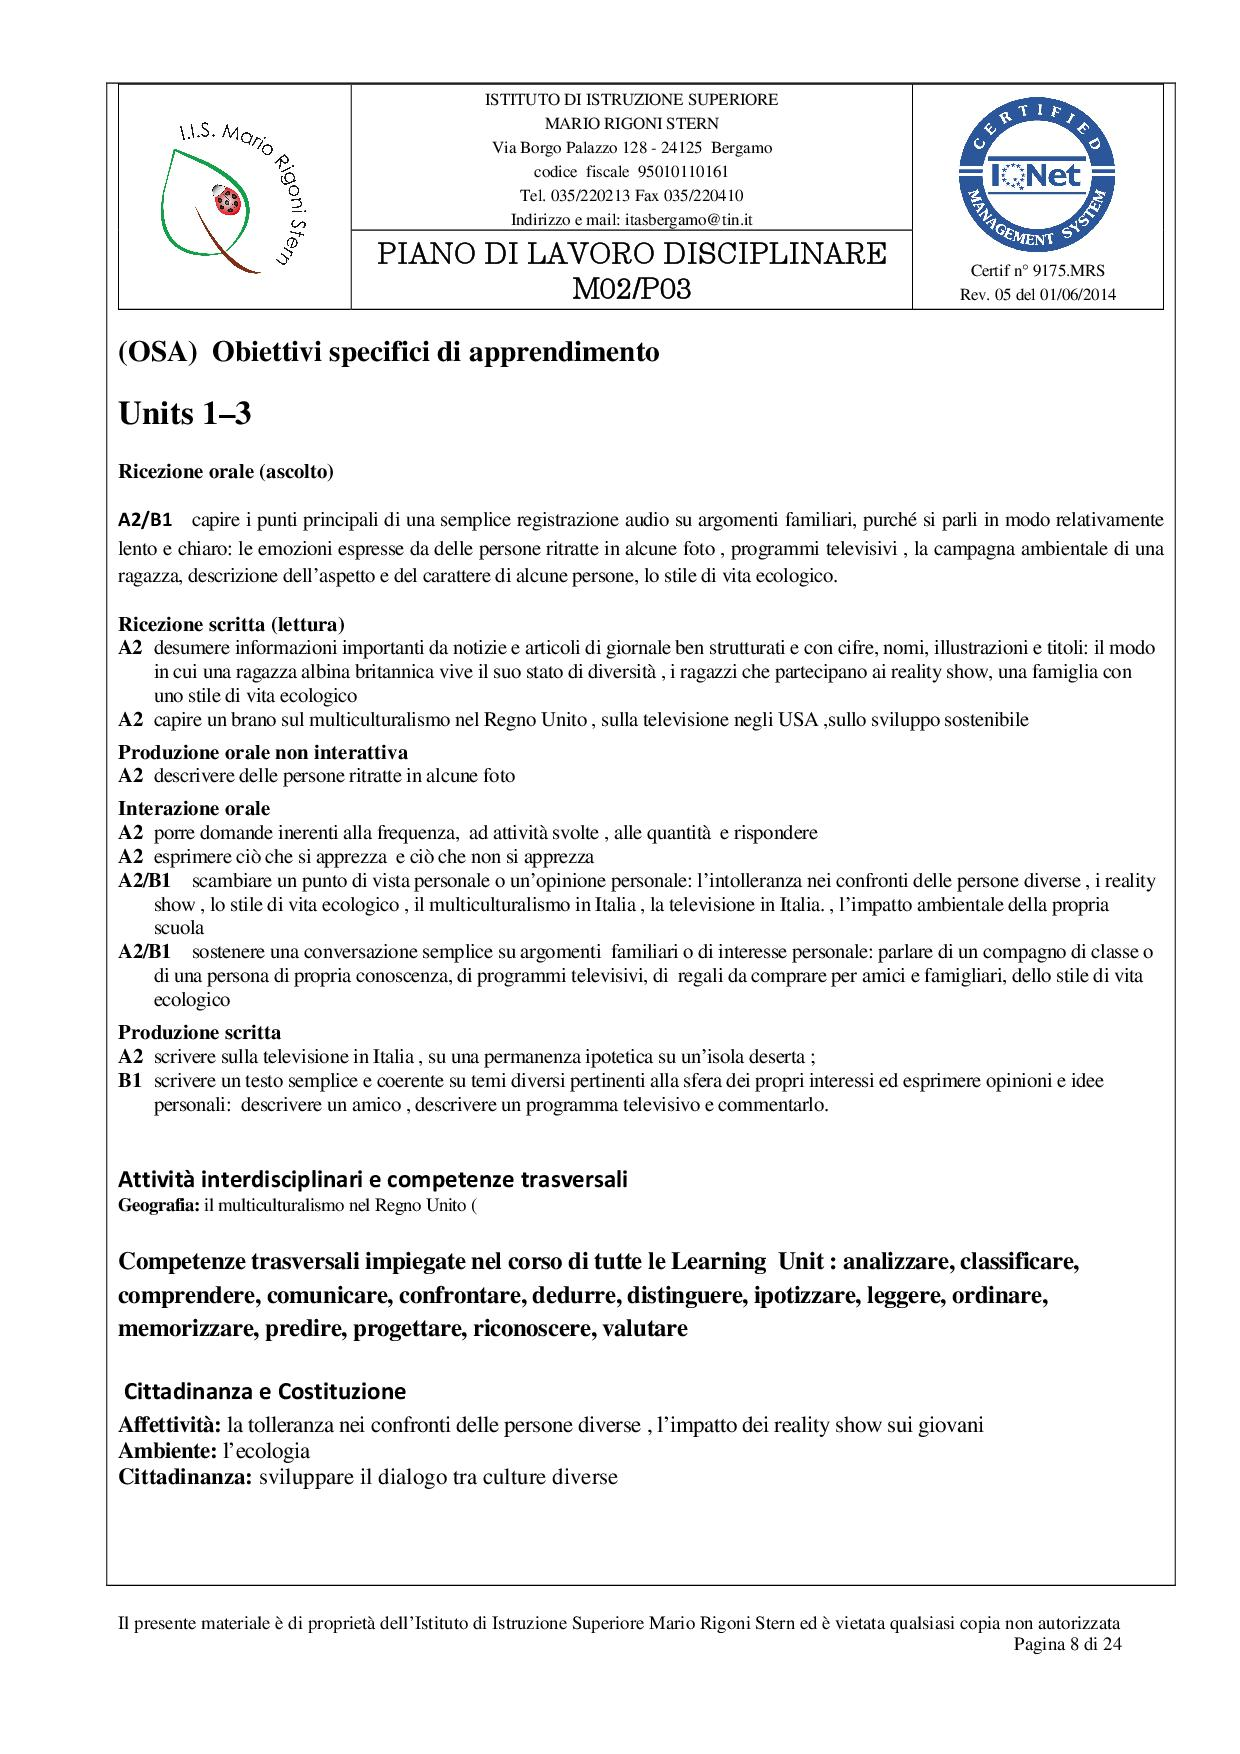 I.I.S. Mario Rigoni Stern
ISTITUTO DI ISTRUZIONE SUPERIORE
MARIO RIGONI STERN
Via Borgo Palazzo 128 - 24125  Bergamo
codice  fiscale  95010110161
Tel. 035/220213 Fax 035/220410
Indirizzo e mail: itasbergamo@tin.it
PIANO DI LAVORO DISCIPLINARE
M02/P03
CERTIFIED
IQNet
MANAGEMENT SYSTEM
Certif n° 9175.MRS
Rev. 05 del 01/06/2014
(OSA)  Obiettivi specifici di apprendimento
Units 1–3
Ricezione orale (ascolto)
A2/B1    capire i punti principali di una semplice registrazione audio su argomenti familiari, purché si parli in modo relativamente
lento e chiaro: le emozioni espresse da delle persone ritratte in alcune foto , programmi televisivi , la campagna ambientale di una
ragazza, descrizione dell’aspetto e del carattere di alcune persone, lo stile di vita ecologico.
Ricezione scritta (lettura)
A2  desumere informazioni importanti da notizie e articoli di giornale ben strutturati e con cifre, nomi, illustrazioni e titoli: il modo
in cui una ragazza albina britannica vive il suo stato di diversità , i ragazzi che partecipano ai reality show, una famiglia con
uno stile di vita ecologico
A2  capire un brano sul multiculturalismo nel Regno Unito , sulla televisione negli USA ,sullo sviluppo sostenibile
Produzione orale non interattiva
A2  descrivere delle persone ritratte in alcune foto
Interazione orale
A2  porre domande inerenti alla frequenza,  ad attività svolte , alle quantità  e rispondere
A2  esprimere ciò che si apprezza  e ciò che non si apprezza
A2/B1    scambiare un punto di vista personale o un’opinione personale: l’intolleranza nei confronti delle persone diverse , i reality
show , lo stile di vita ecologico , il multiculturalismo in Italia , la televisione in Italia. , l’impatto ambientale della propria
scuola
A2/B1    sostenere una conversazione semplice su argomenti  familiari o di interesse personale: parlare di un compagno di classe o
di una persona di propria conoscenza, di programmi televisivi, di  regali da comprare per amici e famigliari, dello stile di vita
ecologico
Produzione scritta
A2  scrivere sulla televisione in Italia , su una permanenza ipotetica su un’isola deserta ;
B1  scrivere un testo semplice e coerente su temi diversi pertinenti alla sfera dei propri interessi ed esprimere opinioni e idee
personali:  descrivere un amico , descrivere un programma televisivo e commentarlo.
Attività interdisciplinari e competenze trasversali
Geografia: il multiculturalismo nel Regno Unito (
Competenze trasversali impiegate nel corso di tutte le Learning  Unit : analizzare, classificare,
comprendere, comunicare, confrontare, dedurre, distinguere, ipotizzare, leggere, ordinare,
memorizzare, predire, progettare, riconoscere, valutare
Cittadinanza e Costituzione
Affettività: la tolleranza nei confronti delle persone diverse , l’impatto dei reality show sui giovani
Ambiente: l’ecologia
Cittadinanza: sviluppare il dialogo tra culture diverse
Il presente materiale è di proprietà dell’Istituto di Istruzione Superiore Mario Rigoni Stern ed è vietata qualsiasi copia non autorizzata
Pagina 8 di 24